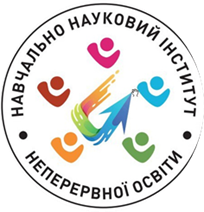 НАВЧАЛЬНО НАУКОВИЙ ІНСТИТУТ
НЕПЕРЕРВНОЇ ОСВІТИ